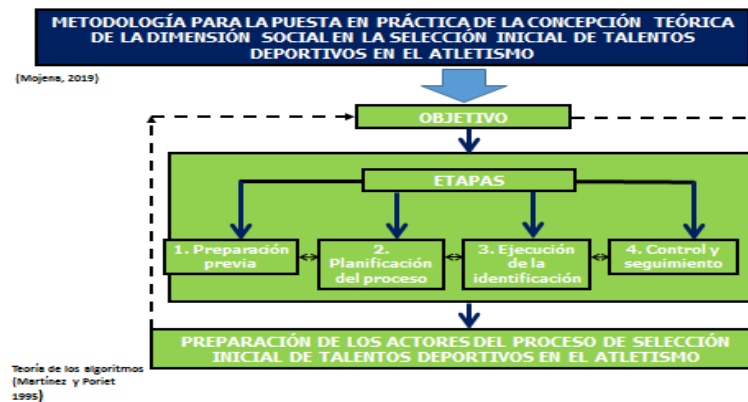 METODOLOGÍA PARA LA PUESTA EN PRÁCTICA DE LA CONCEPCIÓN TEÓRICA
DE LA DIMENSIÓN SOCIAL EN LA SELECCIÓN INICIAL DE TALENTOS
DEPORTIVOS EN EL ATLETISMO
(Mojena, 2019)
OBJETIVO
ETAPAS
1. Preparación
previa
2.
Planificación
del proceso
3. Ejecución
de la
identificación
4. Control y
seguimiento
PREPARACIÓN DE LOS ACTORES DEL PROCESO DE SELECCIÓN
INICIAL DE TALENTOS DEPORTIVOS EN EL ATLETISMO
Teoría de los algoritmos
(Martínez y Poriet
1995)